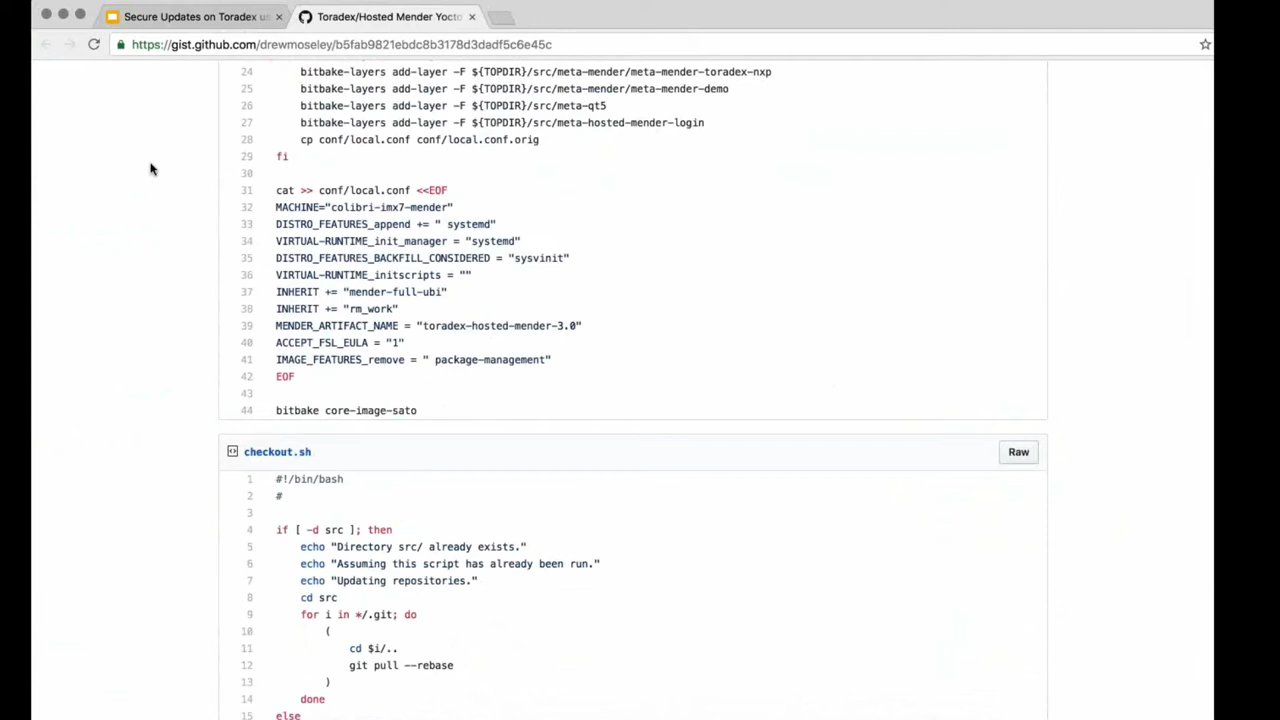 Secure Updates on Toradex u
Toradex/Hosted Mender Yocto
https://gist.github.com/drewmoseley/b5fab9821ebdc8b3178d3dadf5c6e45c
24 bitbake-layers add-layer -F ${TOPDIR}/src/meta-mender/meta-mender-toradex-nxp
25 bitbake-layers add-layer -F ${TOPDIR}/src/meta-mender/meta-mender-demo
26 bitbake-layers add-layer -F ${TOPDIR}/src/meta-qt5
27 bitbake-layers add-layer -F ${TOPDIR}/src/meta-hosted-mender-login
28 cp conf/local.conf conf/local.conf.orig
29 fi
30
31 cat >> conf/local.conf <<EOF
32 MACHINE="colibri-imx7-mender"
33 DISTRO_FEATURES_append += " systemd"
34 VIRTUAL-RUNTIME_init_manager = "systemd"
35 DISTRO_FEATURES_BACKFILL_CONSIDERED = "sysvinit"
36 VIRTUAL-RUNTIME_initscripts = ""
37 INHERIT += "mender-full-ubi"
38 INHERIT += "rm_work"
39 MENDER_ARTIFACT_NAME = "toradex-hosted-mender-3.0"
40 ACCEPT_FSL_EULA = "1"
41 IMAGE_FEATURES_remove = " package-management"
42 EOF
43
44 bitbake core-image-sato
checkout.sh
Raw
1 #!/bin/bash
2 #
3
4 if [ -d src ]; then
5 echo "Directory src/ already exists."
6 echo "Assuming this script has already been run."
7 echo "Updating repositories."
8 cd src
9 for i in */.git; do
10 (
11 cd $i/..
12 git pull --rebase
13 )
14 done
15 else